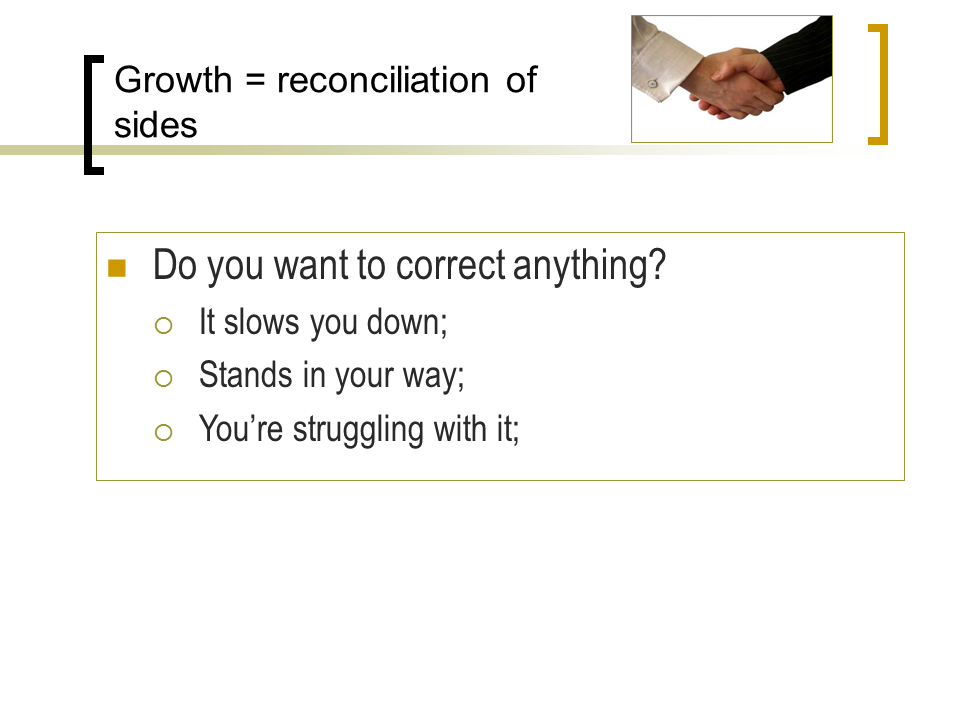 Growth = reconciliation of
sides
Do you want to correct anything?
It slows you down;
Stands in your way;
You’re struggling with it;